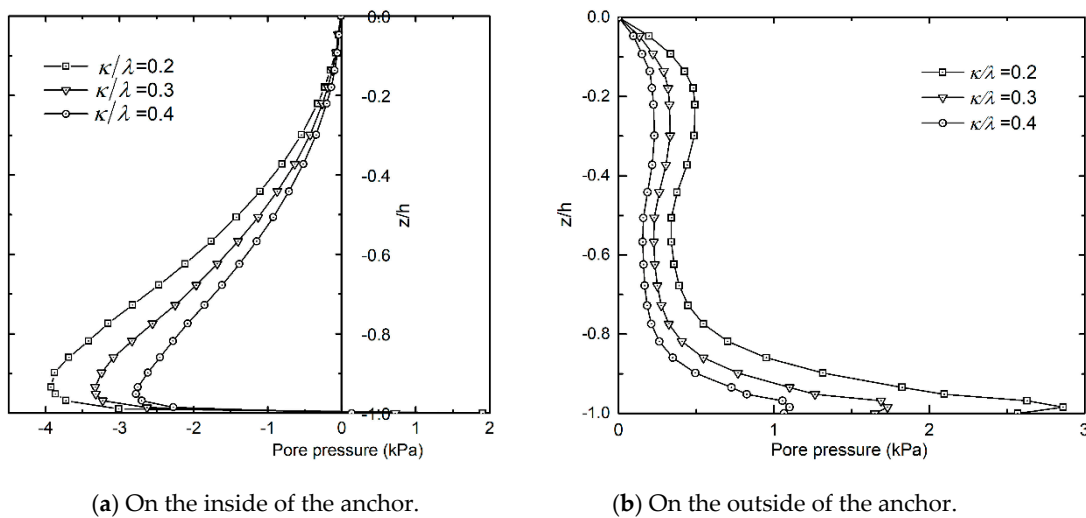 0.0
-0.2
-0.4
-0.6
-0.8
-1.0
z/h
κ/λ=0.2
κ/λ=0.3
κ/λ=0.4
-4 -3 -2 -1 0 1 2
Pore pressure (kPa)
(a) On the inside of the anchor.
0.0
-0.2
-0.4
-0.6
-0.8
-1.0
z/h
κ/λ =0.2
κ/λ =0.3
κ/λ =0.4
0 1 2 3
Pore pressure (kPa)
(b) On the outside of the anchor.